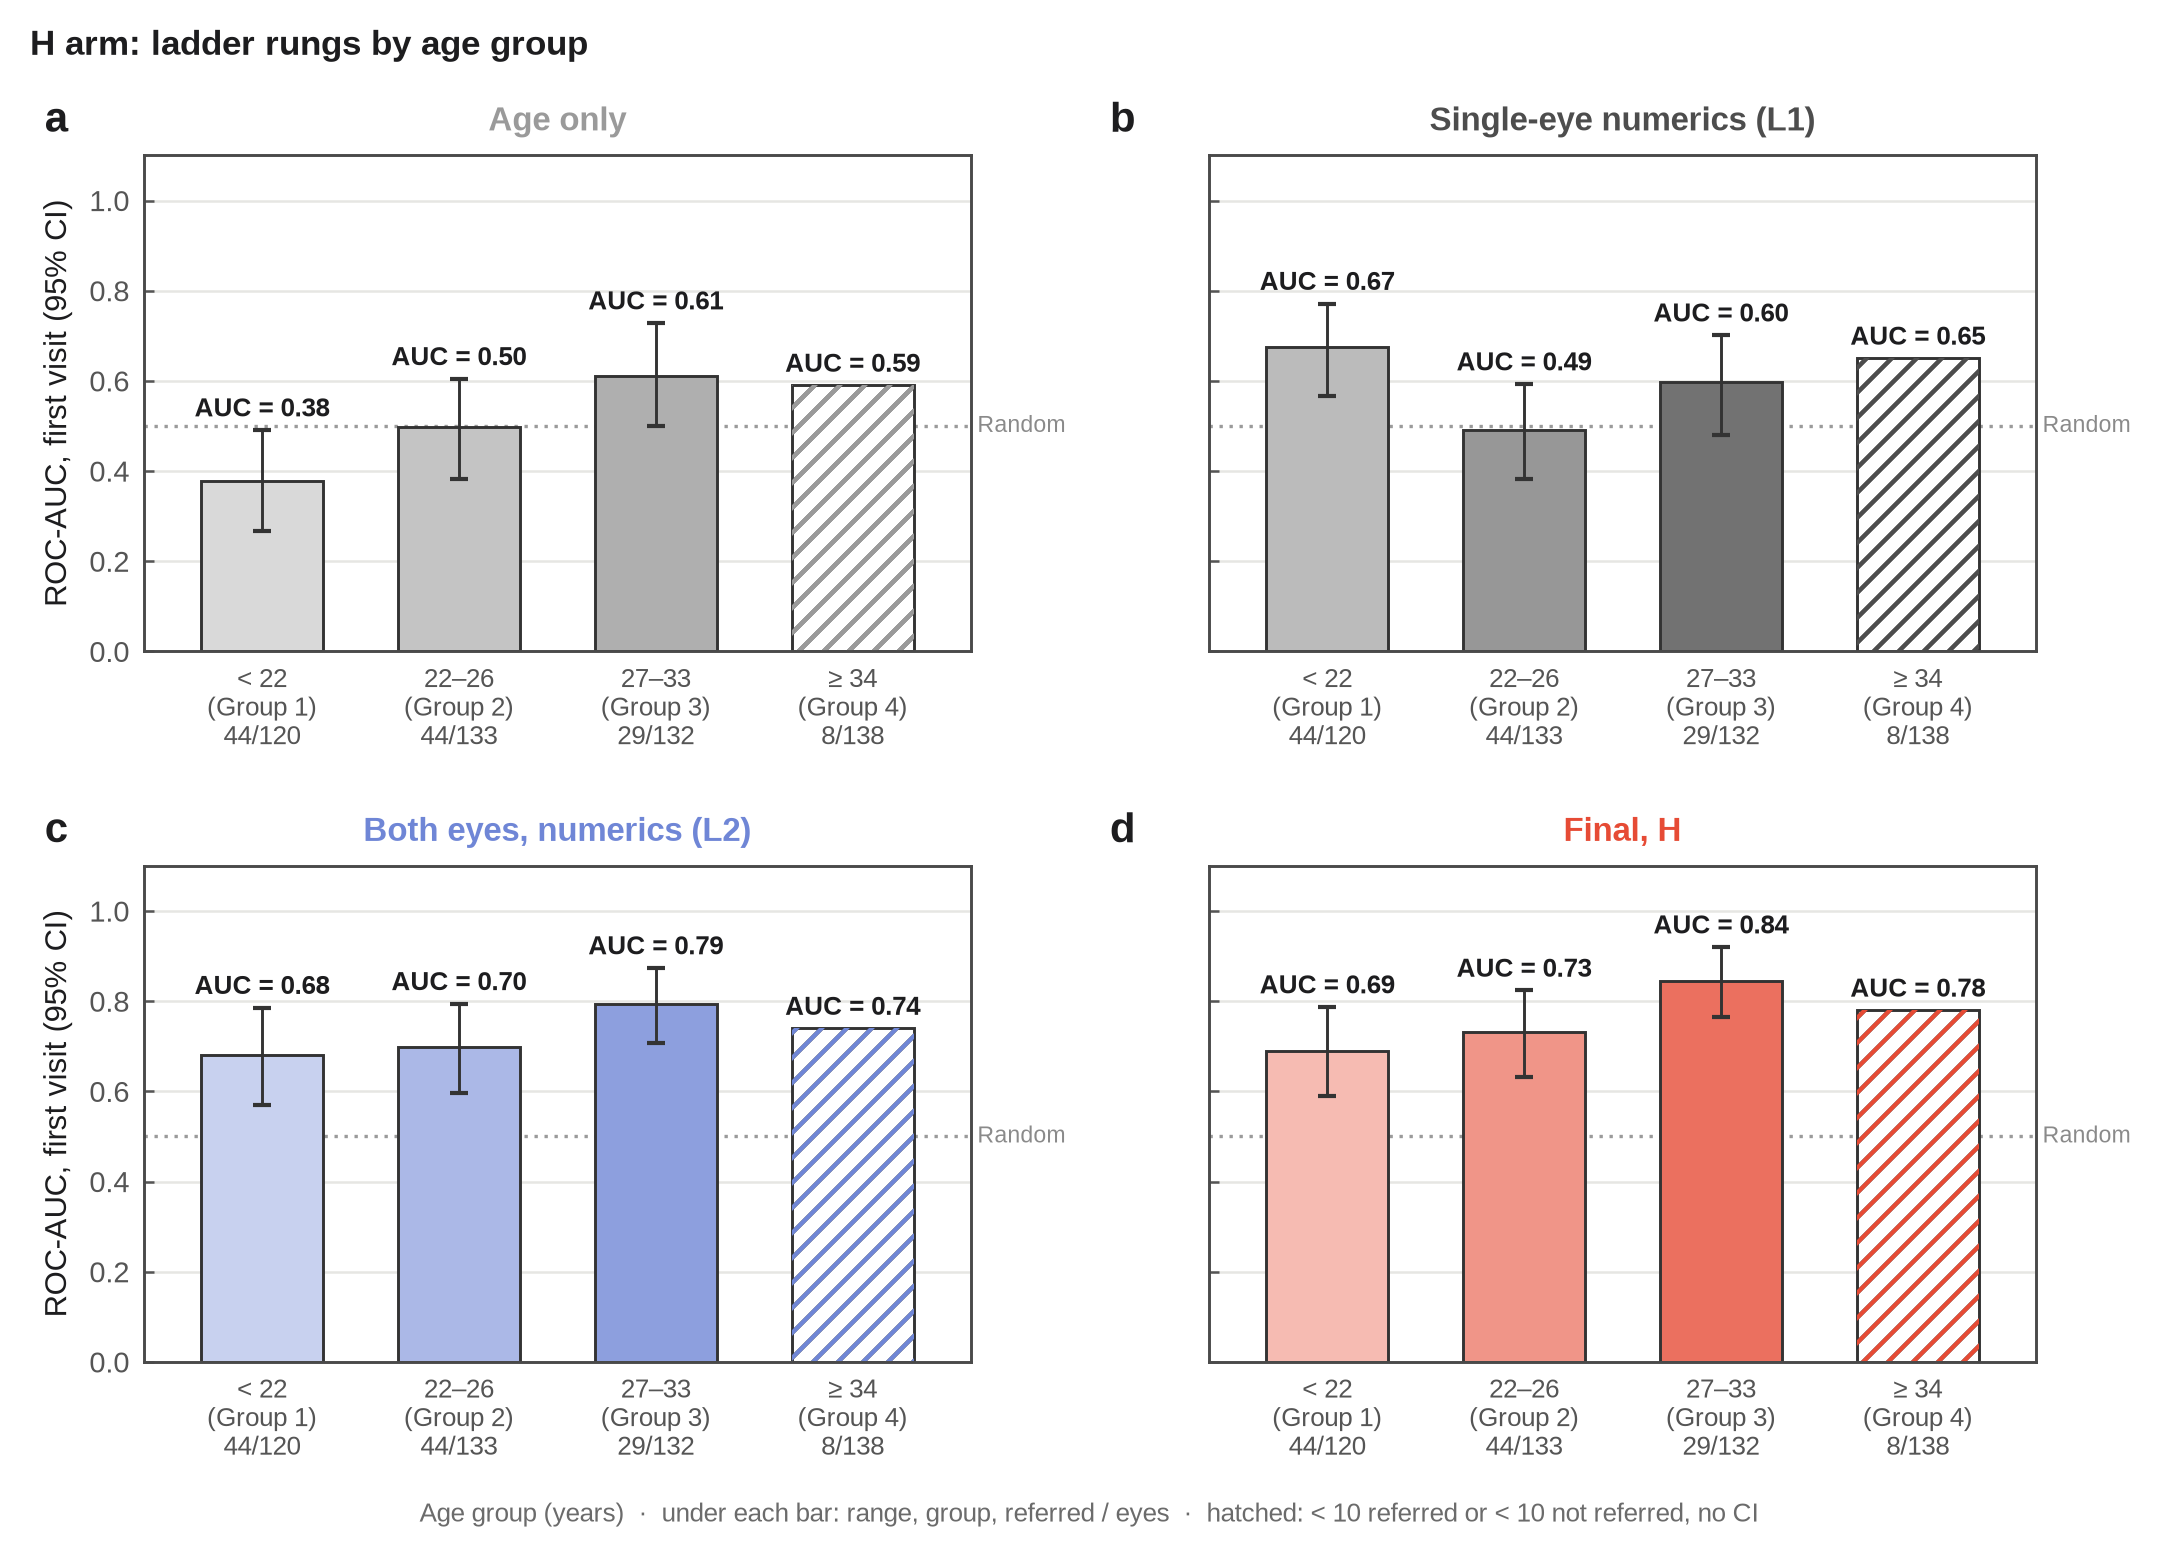 H arm: ladder rungs by age group
a
Age only
ROC-AUC, first visit (95% CI)
1.0
0.8
0.6
0.4
0.2
0.0
AUC = 0.38
AUC = 0.50
AUC = 0.61
AUC = 0.59
Random
< 22
(Group 1)
44/120
22–26
(Group 2)
44/133
27–33
(Group 3)
29/132
≥ 34
(Group 4)
8/138
b
Single-eye numerics (L1)
AUC = 0.67
AUC = 0.49
AUC = 0.60
AUC = 0.65
Random
< 22
(Group 1)
44/120
22–26
(Group 2)
44/133
27–33
(Group 3)
29/132
≥ 34
(Group 4)
8/138
c
Both eyes, numerics (L2)
ROC-AUC, first visit (95% CI)
1.0
0.8
0.6
0.4
0.2
0.0
AUC = 0.68
AUC = 0.70
AUC = 0.79
AUC = 0.74
Random
< 22
(Group 1)
44/120
22–26
(Group 2)
44/133
27–33
(Group 3)
29/132
≥ 34
(Group 4)
8/138
d
Final, H
AUC = 0.69
AUC = 0.73
AUC = 0.84
AUC = 0.78
Random
< 22
(Group 1)
44/120
22–26
(Group 2)
44/133
27–33
(Group 3)
29/132
≥ 34
(Group 4)
8/138
Age group (years) · under each bar: range, group, referred / eyes · hatched: < 10 referred or < 10 not referred, no CI